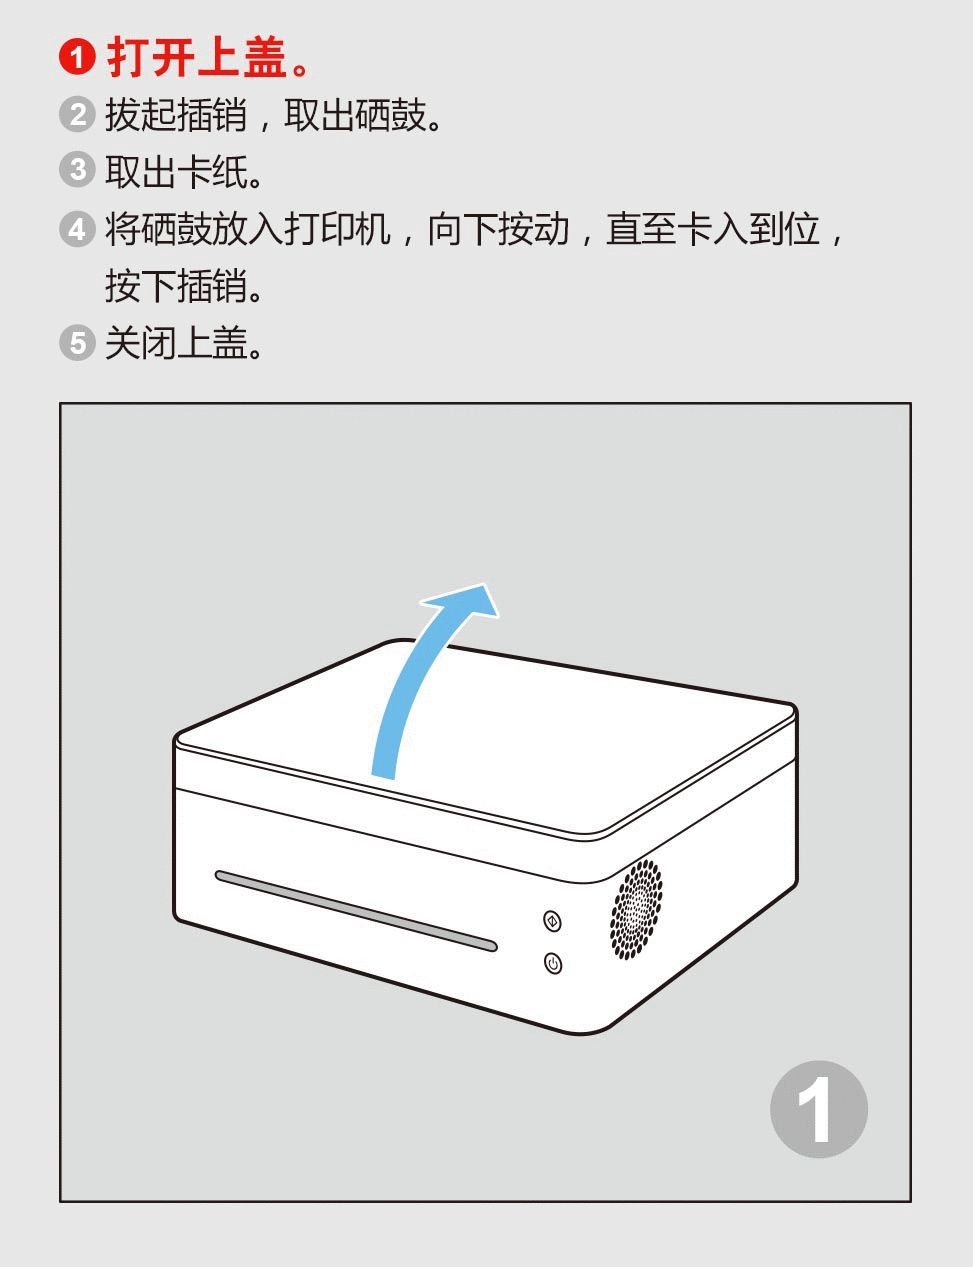 1 打开上盖。
2 拔起插销，取出硒鼓。
3 取出卡纸。
4 将硒鼓放入打印机，向下按动，直至卡入到位，
按下插销。
5 关闭上盖。
1